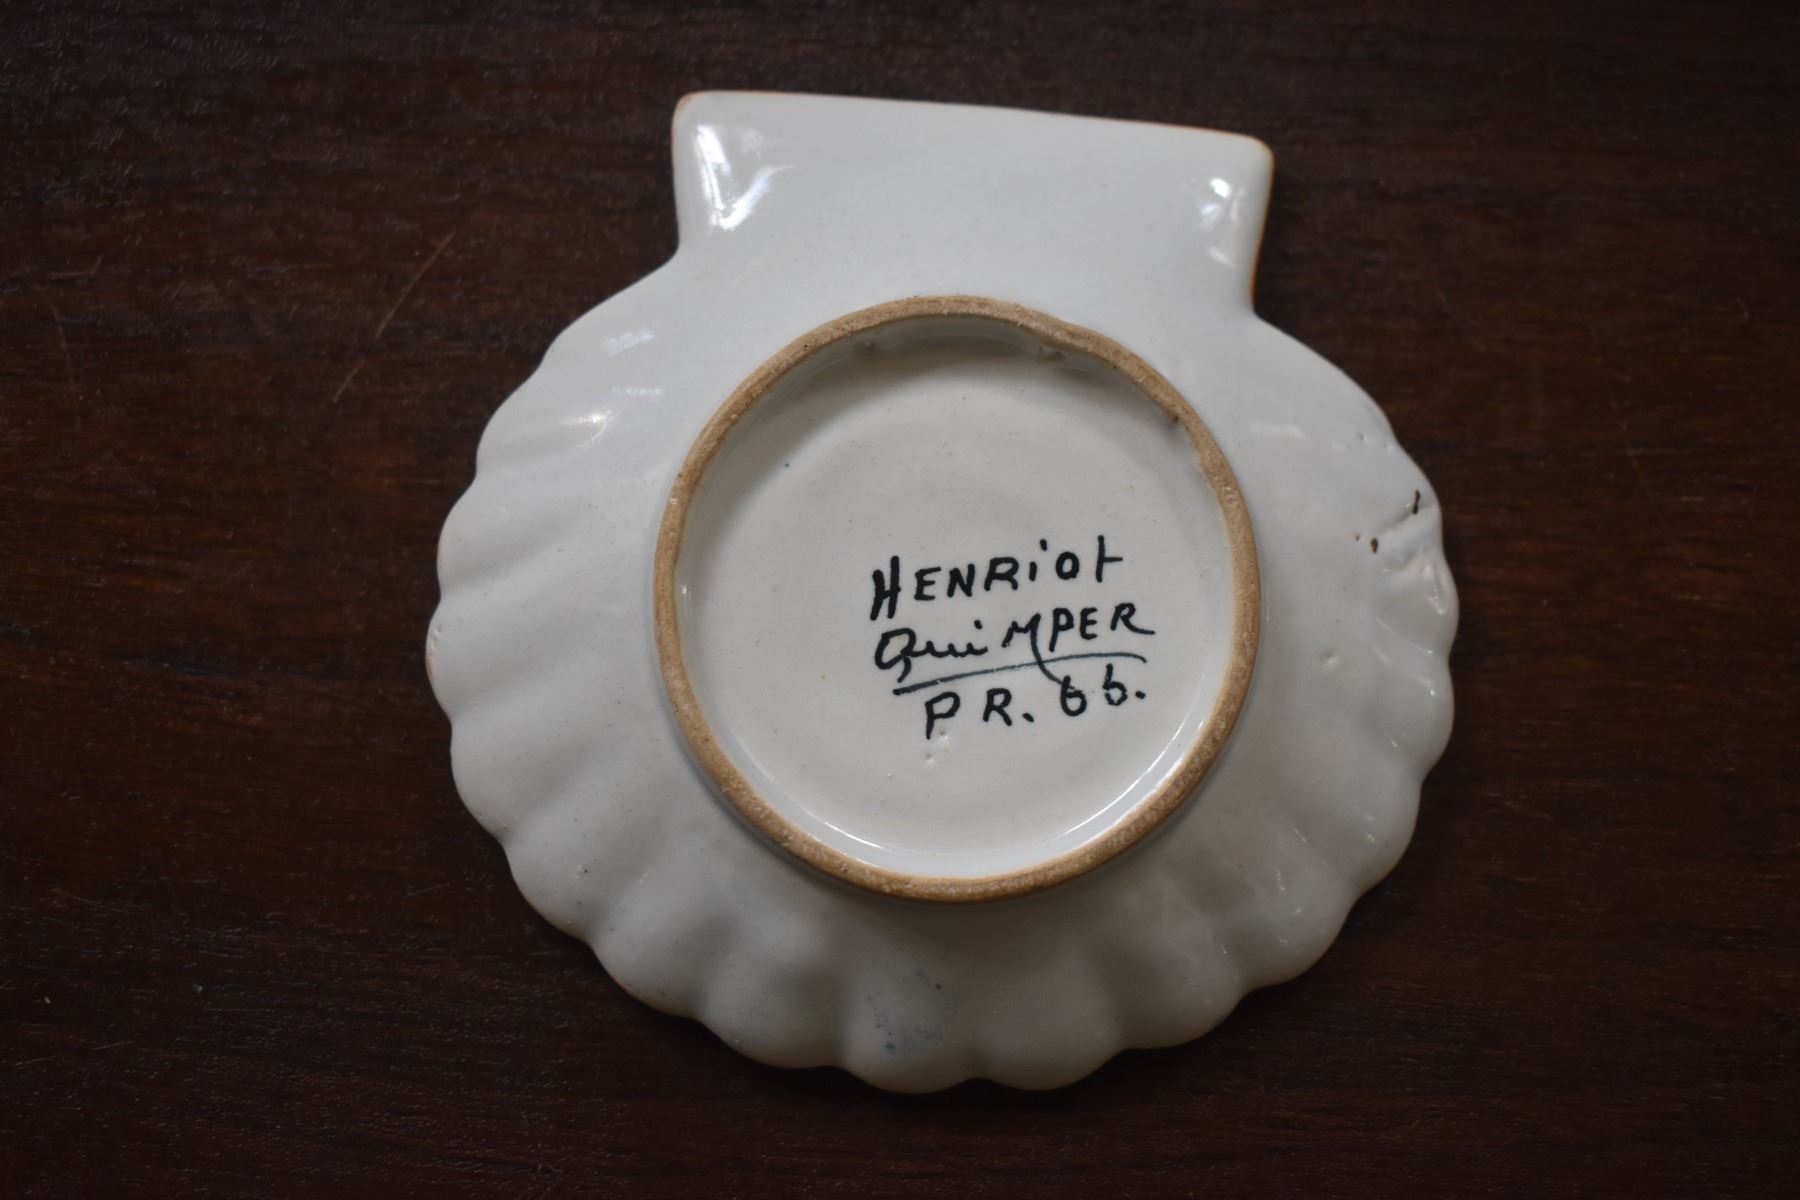 HENRiot
QuiMPER
PR. 66.